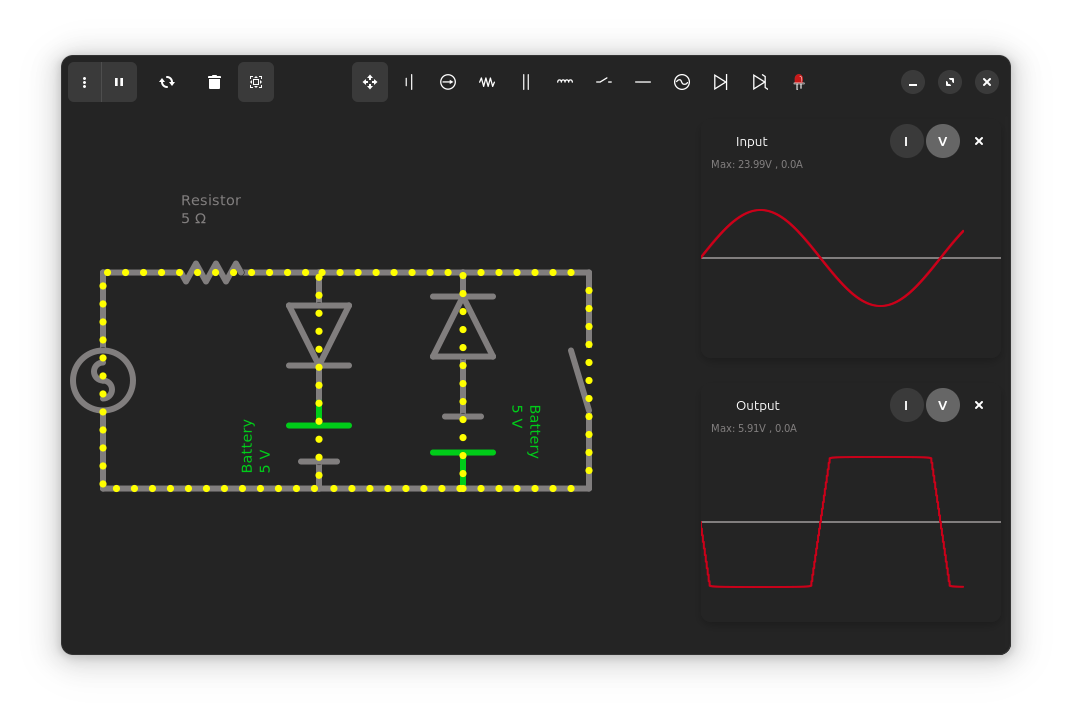 Input
I
V
Max: 23.99V , 0.0A
Resistor
5 Ω
Output
I
V
Max: 5.91V , 0.0A
Battery
5 V
Battery
5 V